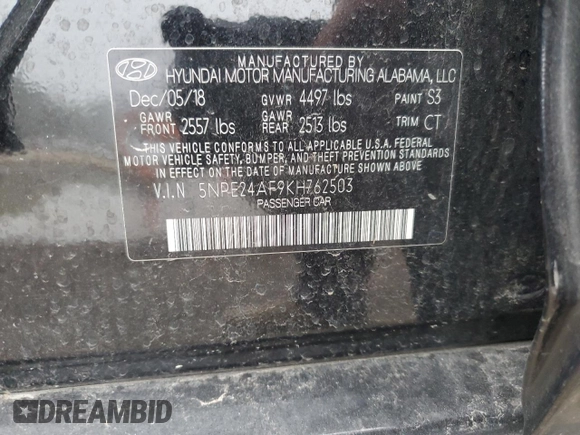 MANUFACTURED BY
HYUNDAI MOTOR MANUFACTURING ALABAMA, LLC
Dec/05/18 GVWR 4497 lbs PAINT S3
GAWR FRONT 2557 lbs GAWR REAR 2513 lbs TRIM CT
THIS VEHICLE CONFORMS TO ALL APPLICABLE U.S.A. FEDERAL
MOTOR VEHICLE SAFETY, BUMPER, AND THEFT PREVENTION STANDARDS
IN EFFECT ON THE DATE OF MANUFACTURE SHOWN ABOVE.
V.I.N 5NPE24AF9KH762503
PASSENGER CAR
DREAMBID